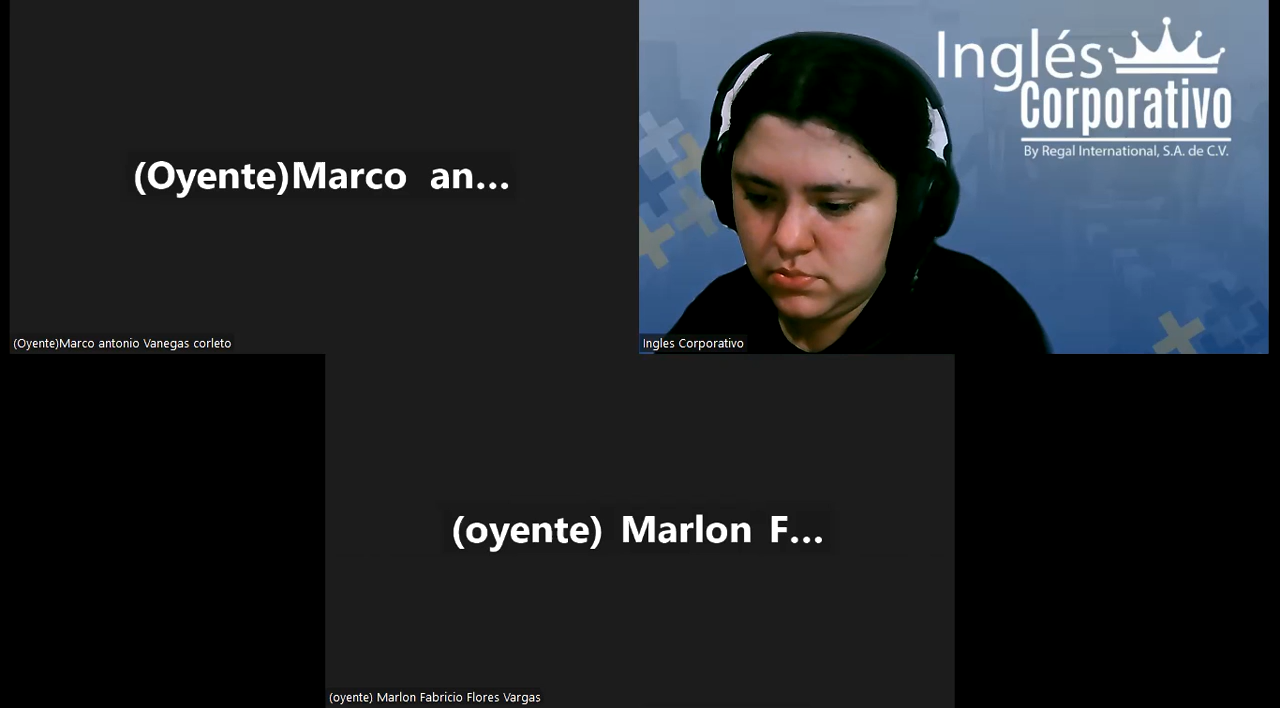 (Oyente)Marco an...
(Oyente)Marco antonio Vanegas corleto
Inglés
Corporativo
By Regal International, S.A. de C.V.
Ingles Corporativo
(oyente) Marlon F...
(oyente) Marlon Fabricio Flores Vargas